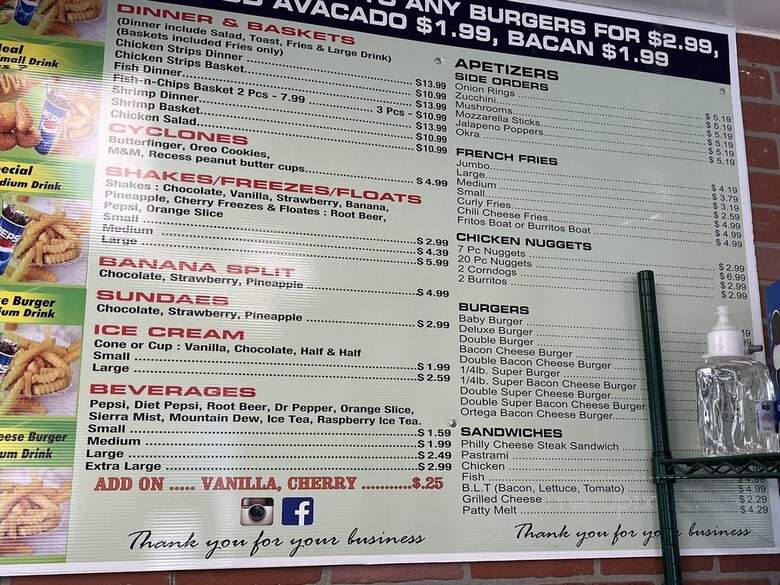 TO ANY BURGERS FOR $2.99,
AVACADO $1.99, BACAN $1.99
eal
mall Drink
ecial
dium Drink
e Burger
ium Drink
eese Burger
um Drink
PEPSI
DINNER & BASKETS
(Dinner Include Salad, Toast, Fries & Large Drink)
(Baskets included Fries only)
Chicken Strips Dinner $13.99
Chicken Strips Basket $10.99
Fish Dinner $13.99
Fish-n-Chips Basket 2 Pcs - 7.99 3 Pcs - $10.99
Shrimp Dinner $13.99
Shrimp Basket $10.99
Chicken Salad $10.99
CYCLONES
Butterfinger, Oreo Cookies,
M&M, Recess peanut butter cups $ 4.99
SHAKES/FREEZES/FLOATS
Shakes : Chocolate, Vanilla, Strawberry, Banana,
Pineapple, Cherry Freezes & Floates : Root Beer,
Pepsi, Orange Slice
Small $ 2.99
Medium $ 4.39
Large $ 5.99
BANANA SPLIT
Chocolate, Strawberry, Pineapple $ 4.99
SUNDAES
Chocolate, Strawberry, Pineapple $ 2.99
ICE CREAM
Cone or Cup : Vanilla, Chocolate, Half & Half
Small $ 1.99
Large $ 2.59
BEVERAGES
Pepsi, Diet Pepsi, Root Beer, Dr Pepper, Orange Slice,
Sierra Mist, Mountain Dew, Ice Tea, Raspberry Ice Tea.
Small $ 1.59
Medium $ 1.99
Large $ 2.49
Extra Large $ 2.99
ADD ON ..... VANILLA, CHERRY ..........$.25
Thank you for your business
APETIZERS
SIDE ORDERS
Onion Rings $ 5.19
Zucchini $ 5.19
Mushrooms $ 5.19
Mozzarella Sticks $ 5.19
Jalapeno Poppers $ 5.19
Okra $ 5.19
FRENCH FRIES
Jumbo $ 4.19
Large $ 3.79
Medium $ 3.19
Small $ 2.59
Curly Fries $ 4.99
Chili Cheese Fries $ 4.99
Fritos Boat or Burritos Boat $ 4.99
CHICKEN NUGGETS
7 Pc Nuggets $ 2.99
20 Pc Nuggets $ 6.99
2 Corndogs $ 2.99
2 Burritos $ 2.99
BURGERS
Baby Burger
Deluxe Burger
Double Burger
Bacon Cheese Burger
Double Bacon Cheese Burger
1/4lb. Super Burger
1/4lb. Super Bacon Cheese Burger
Double Super Cheese Burger
Double Super Bacon Cheese Burger
Ortega Bacon Cheese Burger
SANDWICHES
Philly Cheese Steak Sandwich
Pastrami
Chicken
Fish $ 4.99
B.L.T (Bacon, Lettuce, Tomato) $ 4.99
Grilled Cheese $ 2.29
Patty Melt $ 4.29
Thank you for yo business